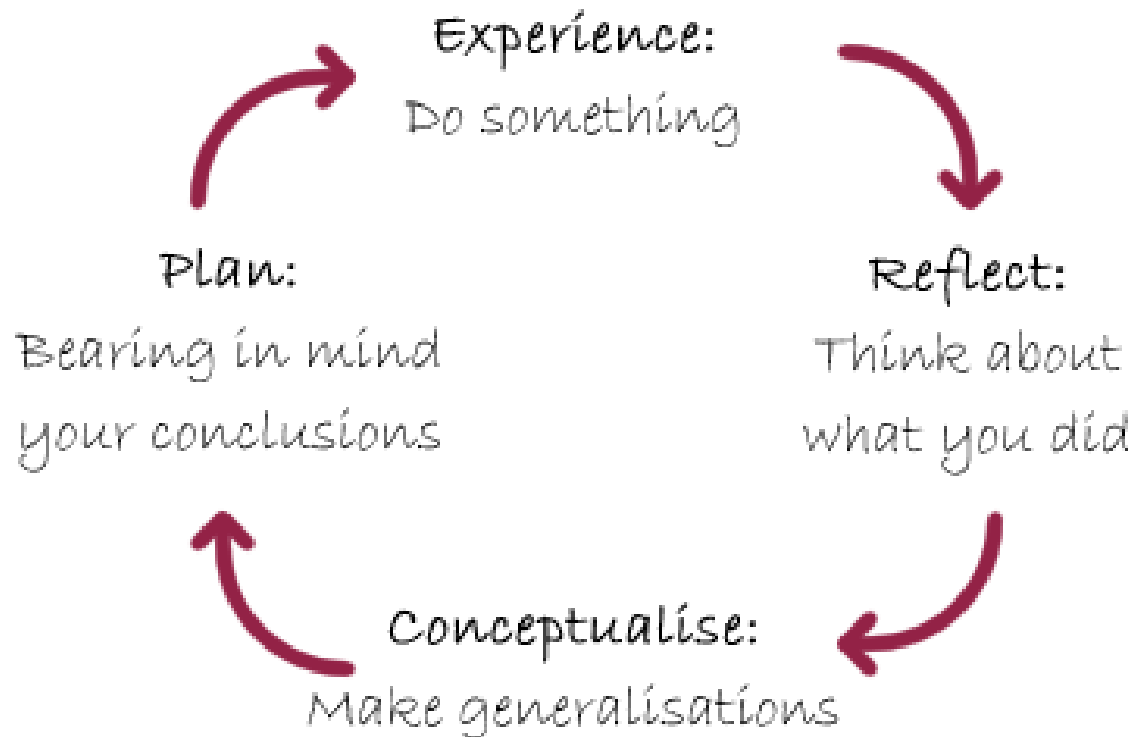 Experience:
Do something
Reflect:
Think about
what you did
Conceptualise:
Make generalisations
Plan:
Bearing in mind
your conclusions